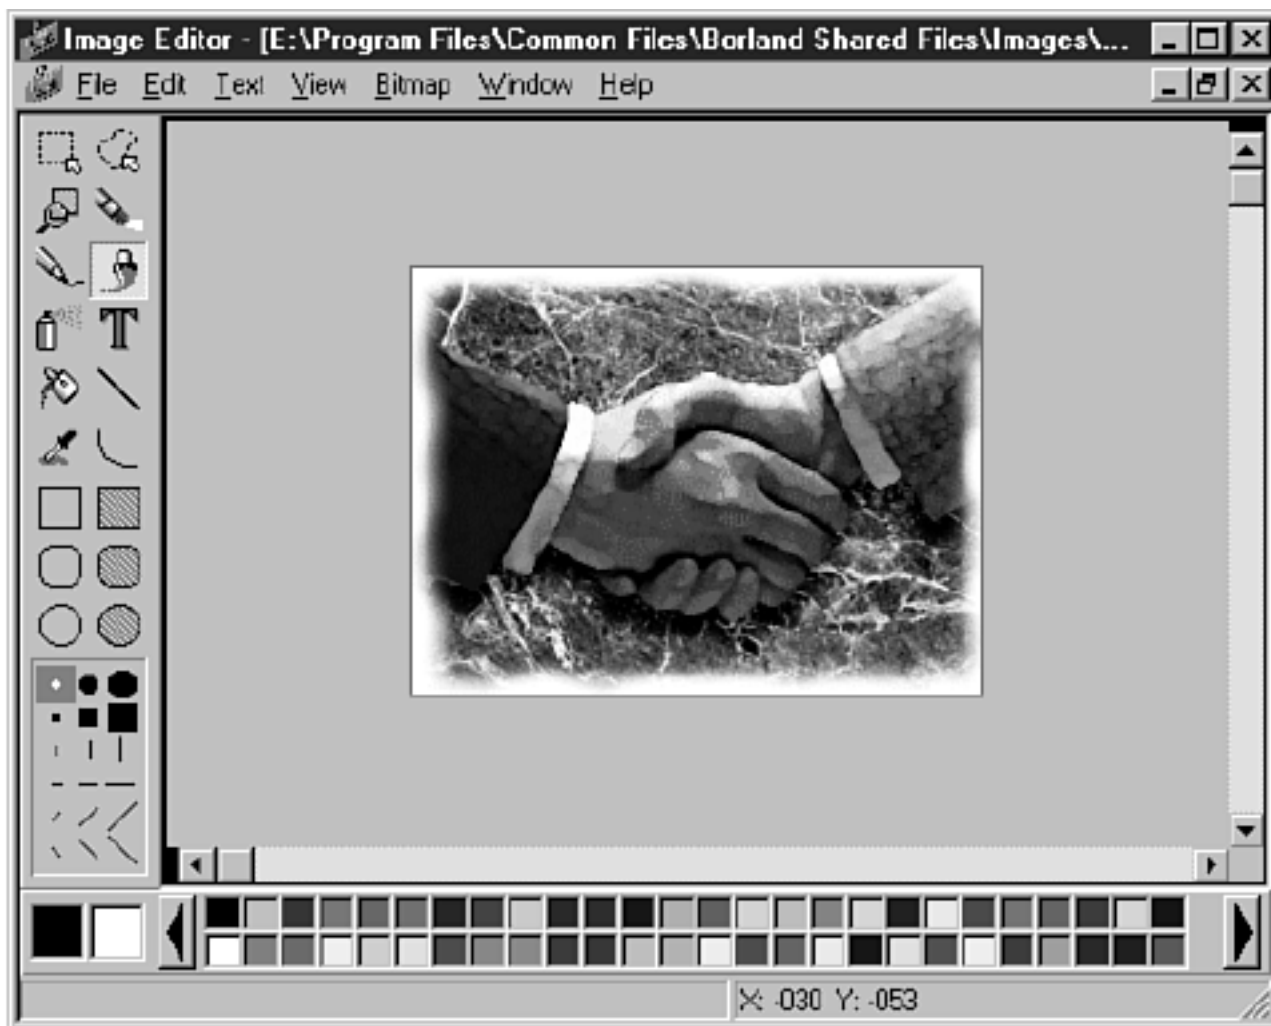 Image Editor - [E:\Program Files\Common Files\Borland Shared Files\Images\...
File Edit Text View Bitmap Window Help
T
X: -030 Y: -053